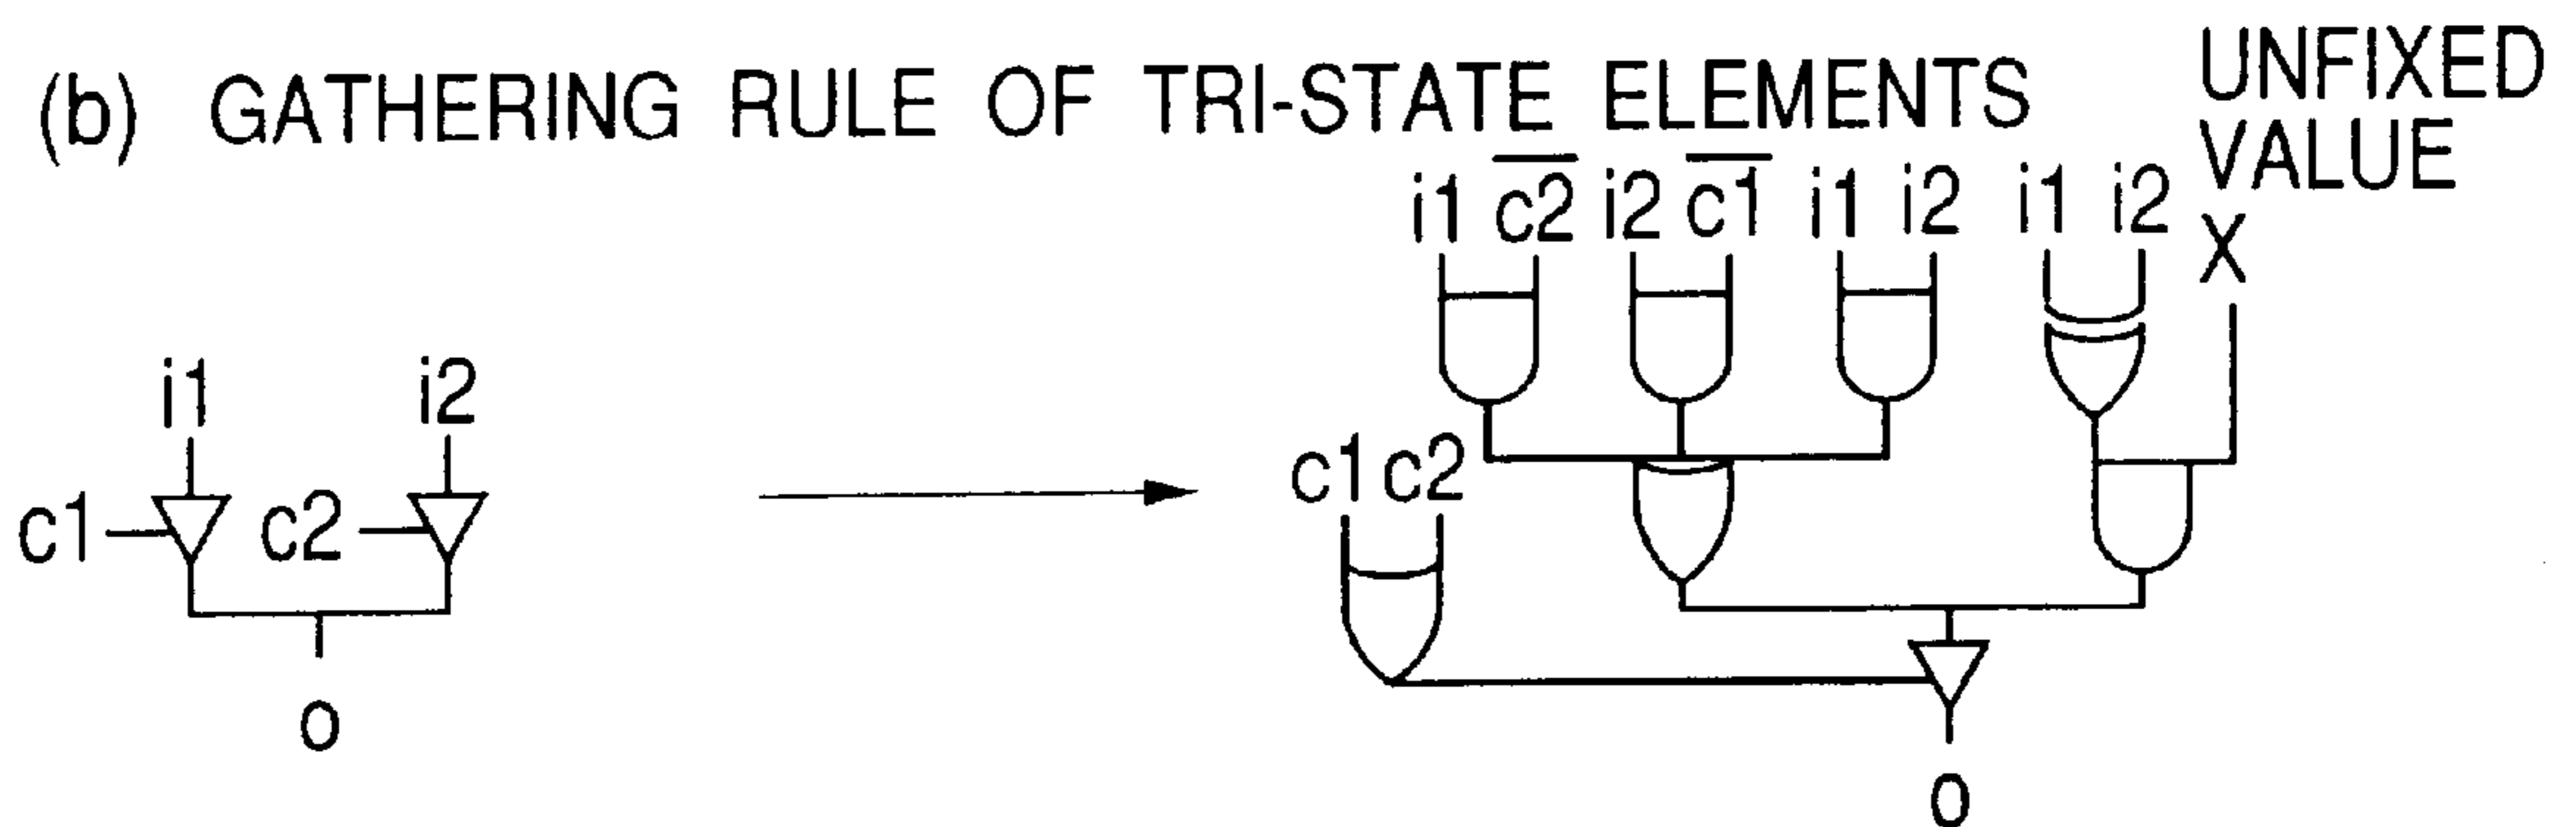 (b) GATHERING RULE OF TRI-STATE ELEMENTS
UNFIXED
VALUE
X
i1 c2̅ i2 c1̅ i1 i2 i1 i2
i1 i2
c1 c2
c1 c2
o
o